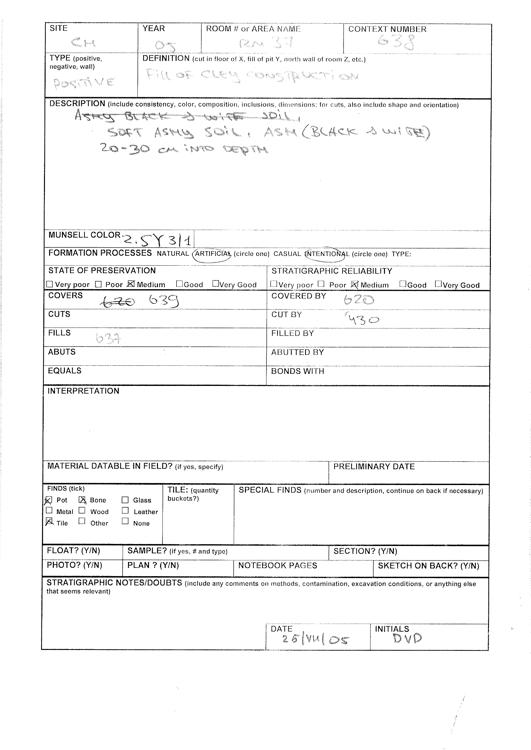 SITE YEAR ROOM # or AREA NAME CONTEXT NUMBER
CH 05 RM 37 638
TYPE (positive, negative, wall) DEFINITION (cut in floor of X, fill of pit Y, north wall of room Z, etc.)
POSITIVE FILL OF CLEY CONSTRUCTION
DESCRIPTION (include consistency, color, composition, inclusions, dimensions; for cuts, also include shape and orientation)
ASHY BLACK & WITE SOIL,
SOFT ASHY SOIL, ASH (BLACK & WITE)
20-30 cm INTO DEPTH
MUNSELL COLOR 2.5Y 3/1
FORMATION PROCESSES NATURAL ARTIFICIAL (circle one) CASUAL INTENTIONAL (circle one) TYPE:
STATE OF PRESERVATION STRATIGRAPHIC RELIABILITY
☐ Very poor ☐ Poor ☒ Medium ☐ Good ☐ Very Good ☐ Very poor ☐ Poor ☒ Medium ☐ Good ☐ Very Good
COVERS 620 639 COVERED BY 620
CUTS CUT BY 430
FILLS 637 FILLED BY
ABUTS ABUTTED BY
EQUALS BONDS WITH
INTERPRETATION
MATERIAL DATABLE IN FIELD? (if yes, specify) PRELIMINARY DATE
FINDS (tick) TILE: (quantity buckets?) SPECIAL FINDS (number and description, continue on back if necessary)
☒ Pot ☒ Bone ☐ Glass
☐ Metal ☐ Wood ☐ Leather
☒ Tile ☐ Other ☐ None
FLOAT? (Y/N) SAMPLE? (if yes, # and type) SECTION? (Y/N)
PHOTO? (Y/N) PLAN ? (Y/N) NOTEBOOK PAGES SKETCH ON BACK? (Y/N)
STRATIGRAPHIC NOTES/DOUBTS (include any comments on methods, contamination, excavation conditions, or anything else
that seems relevant)
DATE INITIALS
25/VII/05 DVD